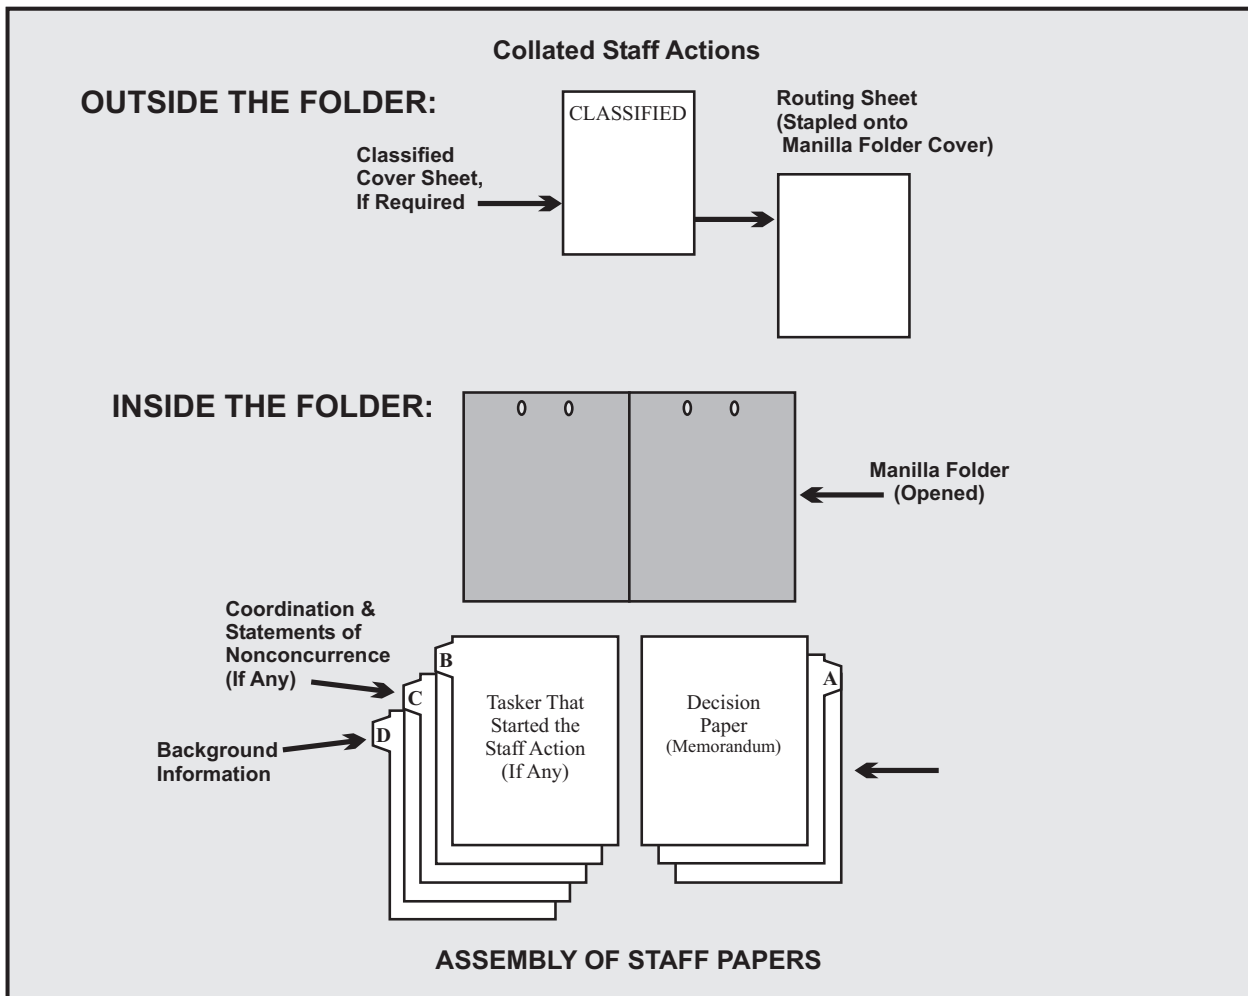 Collated Staff Actions
OUTSIDE THE FOLDER:
CLASSIFIED
Routing Sheet
(Stapled onto
Manilla Folder Cover)
Classified
Cover Sheet,
If Required
INSIDE THE FOLDER:
Manilla Folder
(Opened)
Coordination &
Statements of
Nonconcurrence
(If Any)
B
C
D
Tasker That
Started the
Staff Action
(If Any)
Decision
Paper
(Memorandum)
A
Background
Information
ASSEMBLY OF STAFF PAPERS